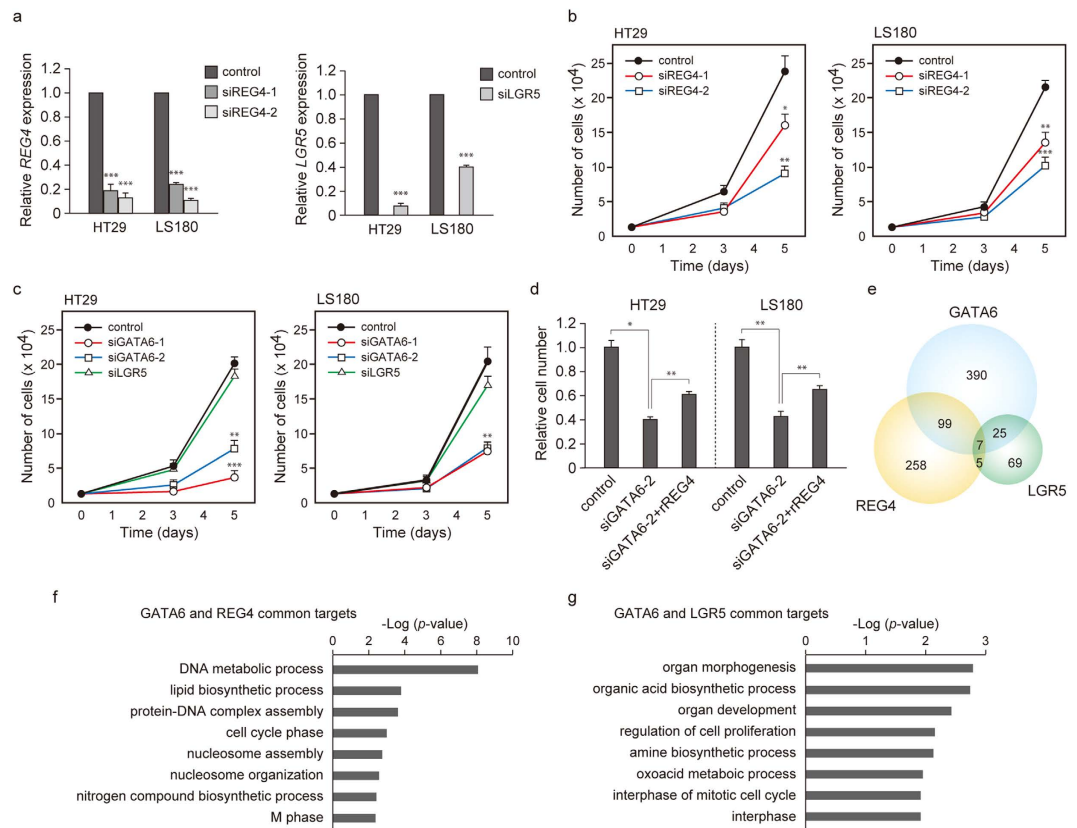 a
1.2
1.0
0.8
0.6
0.4
0.2
0
Relative REG4 expression
control
siREG4-1
siREG4-2
***
***
***
***
HT29
LS180
1.2
1.0
0.8
0.6
0.4
0.2
0
Relative LGR5 expression
control
siLGR5
***
***
HT29
LS180
b
HT29
25
20
15
10
5
0
Number of cells (x 10⁴)
control
siREG4-1
siREG4-2
*
**
0 1 2 3 4 5
Time (days)
LS180
25
20
15
10
5
0
Number of cells (x 10⁴)
control
siREG4-1
siREG4-2
**
***
0 1 2 3 4 5
Time (days)
c
HT29
25
20
15
10
5
0
Number of cells (x 10⁴)
control
siGATA6-1
siGATA6-2
siLGR5
**
***
0 1 2 3 4 5
Time (days)
LS180
25
20
15
10
5
0
Number of cells (x 10⁴)
control
siGATA6-1
siGATA6-2
siLGR5
**
0 1 2 3 4 5
Time (days)
d
HT29
LS180
1.2
1.0
0.8
0.6
0.4
0.2
0
Relative cell number
*
**
**
**
control
siGATA6-2
siGATA6-2+rREG4
control
siGATA6-2
siGATA6-2+rREG4
e
GATA6
390
99
25
7
258
5
69
REG4
LGR5
f
GATA6 and REG4 common targets
-Log (p-value)
0 2 4 6 8 10
DNA metabolic process
lipid biosynthetic process
protein-DNA complex assembly
cell cycle phase
nucleosome assembly
nucleosome organization
nitrogen compound biosynthetic process
M phase
g
GATA6 and LGR5 common targets
-Log (p-value)
0 1 2 3
organ morphogenesis
organic acid biosynthetic process
organ development
regulation of cell proliferation
amine biosynthetic process
oxoacid metaboic process
interphase of mitotic cell cycle
interphase